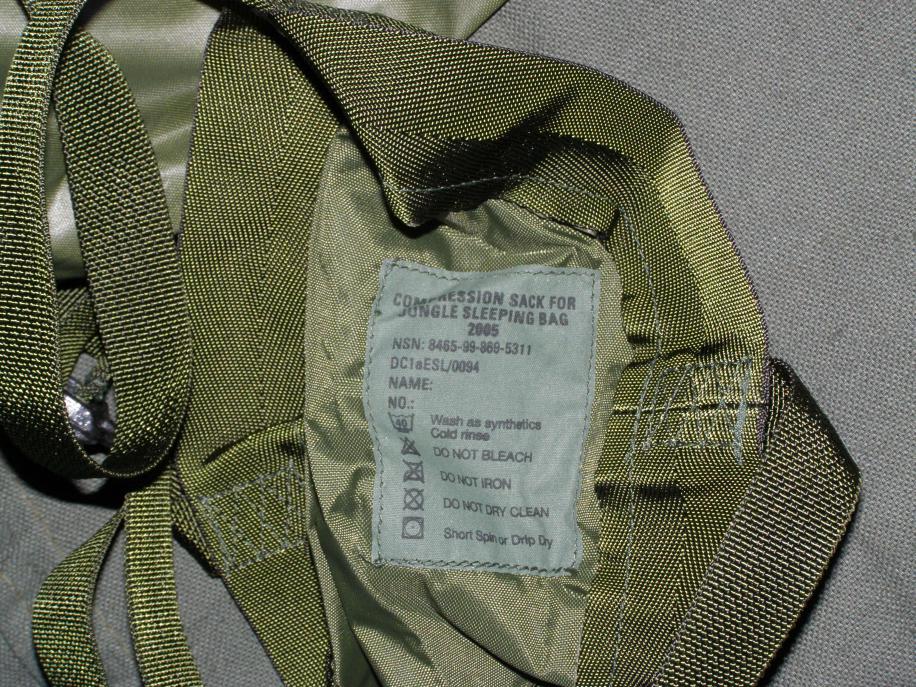 COMPRESSION SACK FOR
JUNGLE SLEEPING BAG
2005
NSN: 8465-99-869-5311
DC1aESL/0094
NAME:
NO.:
40
Wash as synthetics
Cold rinse
DO NOT BLEACH
DO NOT IRON
DO NOT DRY CLEAN
Short Spin or Drip Dry